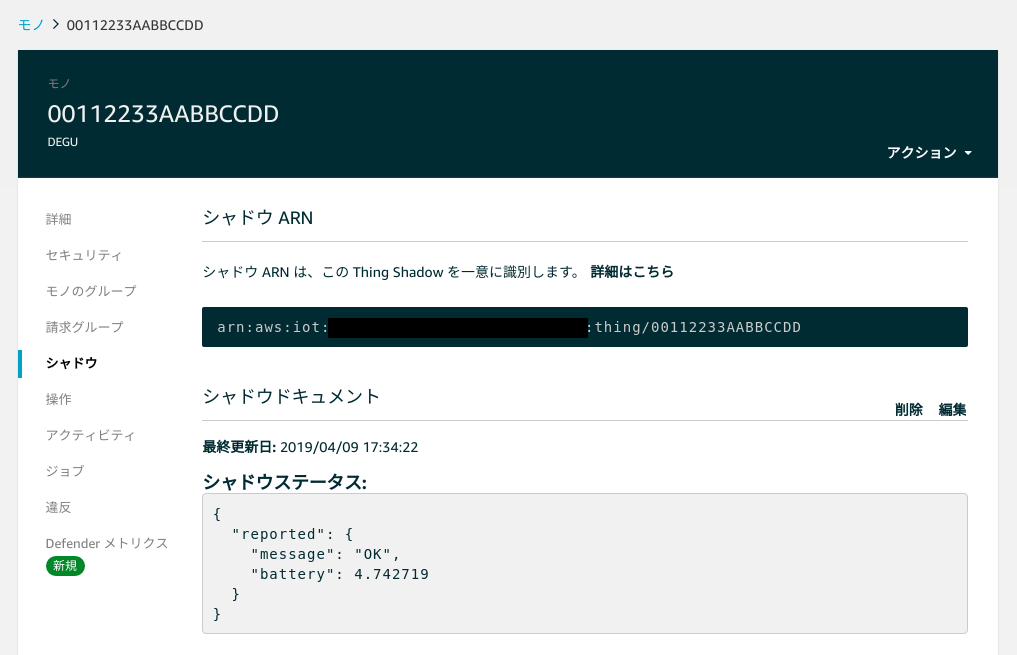 モノ > 00112233AABBCCDD
モノ
00112233AABBCCDD
DEGU
アクション
詳細
セキュリティ
モノのグループ
請求グループ
シャドウ
操作
アクティビティ
ジョブ
違反
Defender メトリクス
新規
シャドウ ARN
シャドウ ARN は、この Thing Shadow を一意に識別します。 詳細はこちら
arn:aws:iot: :thing/00112233AABBCCDD
シャドウドキュメント
削除 編集
最終更新日: 2019/04/09 17:34:22
シャドウステータス:
{
  "reported": {
    "message": "OK",
    "battery": 4.742719
  }
}